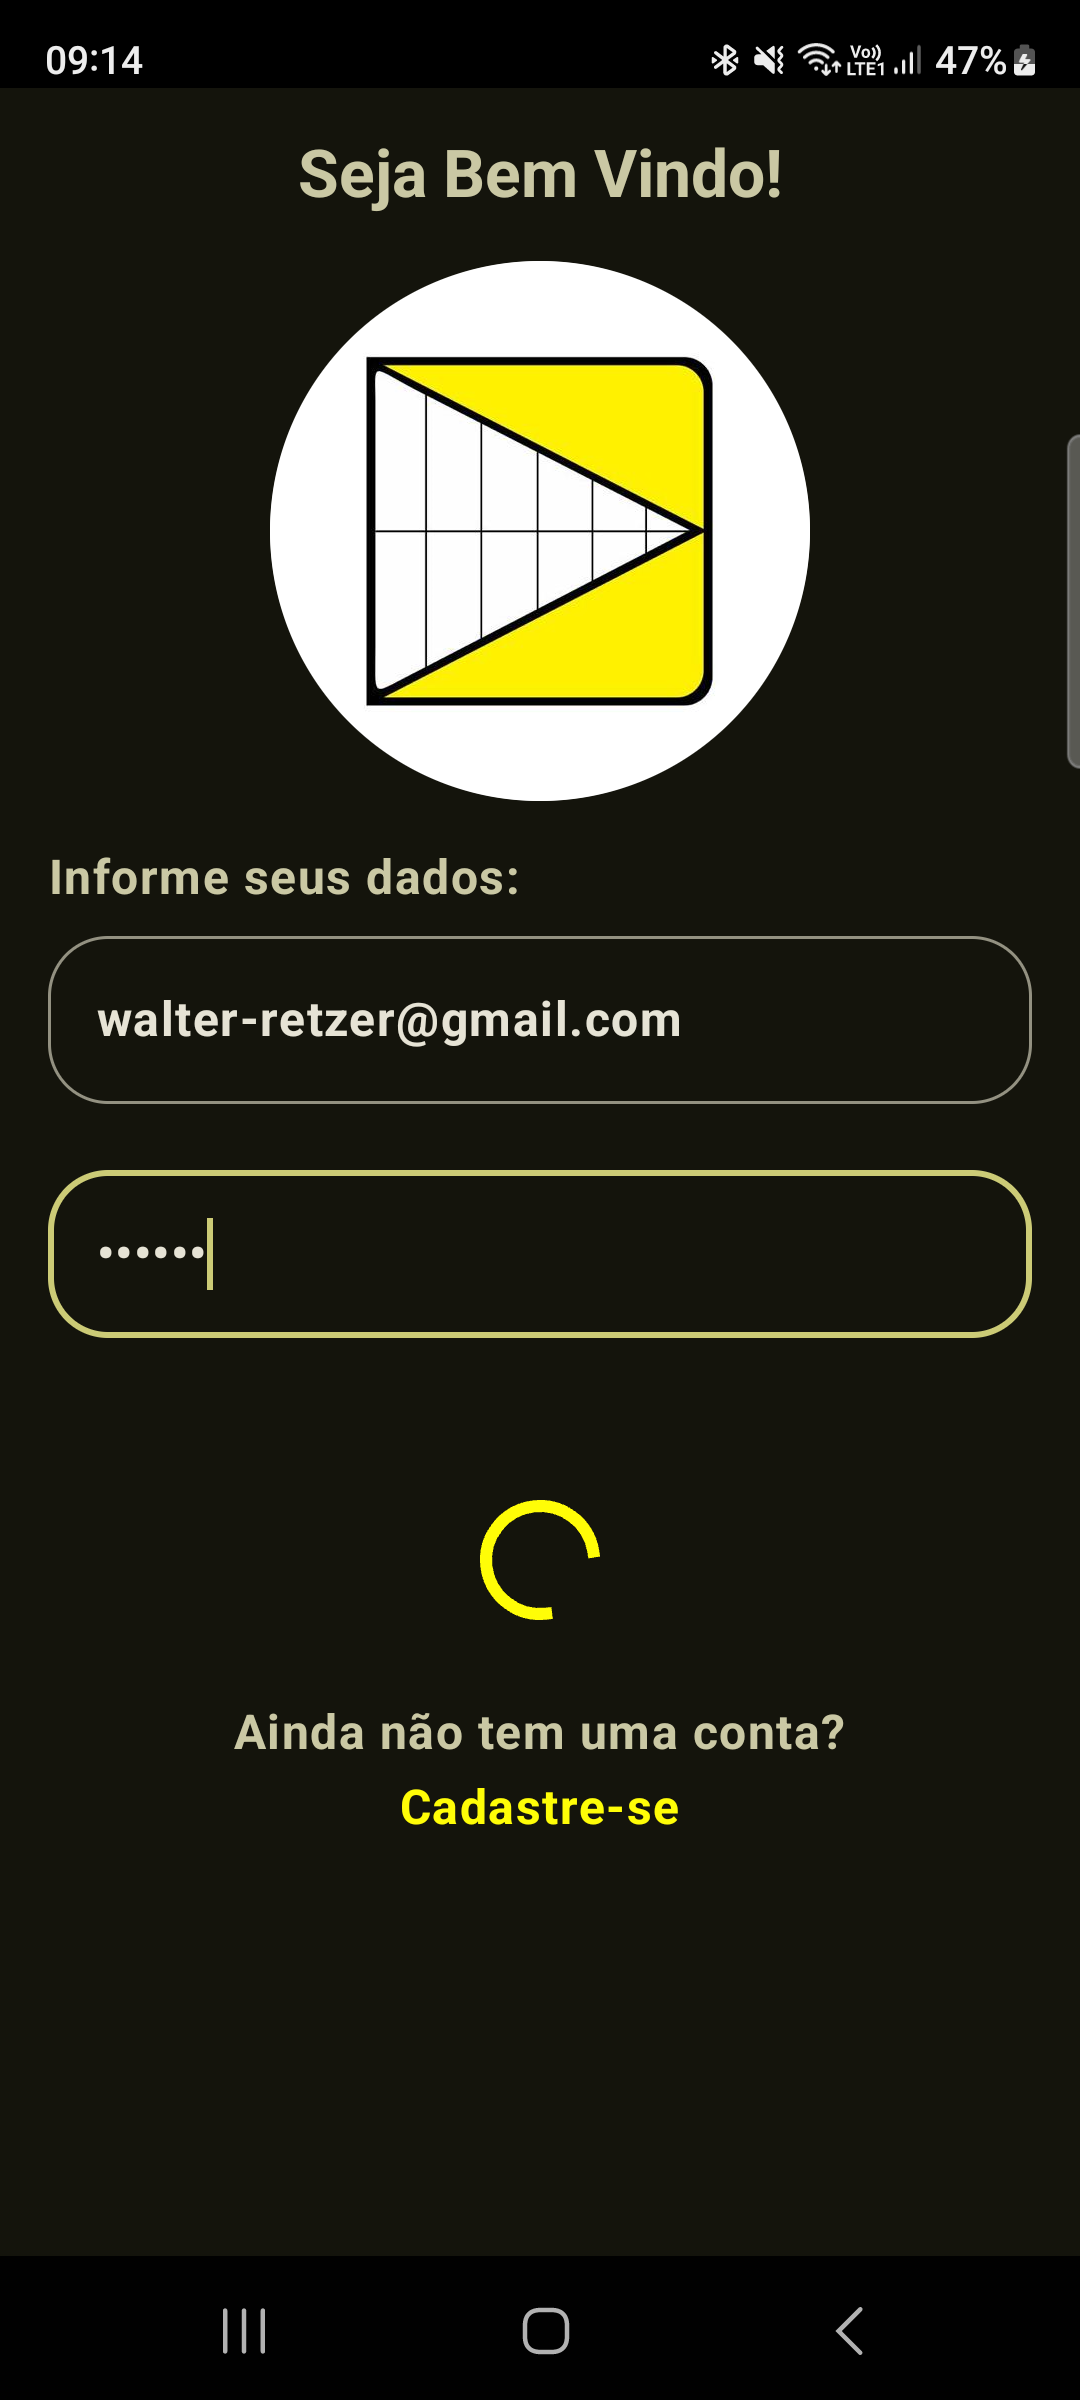 09:14
Vo)) LTE1 47%
Seja Bem Vindo!
Informe seus dados:
walter-retzer@gmail.com
••••••
Ainda não tem uma conta?
Cadastre-se